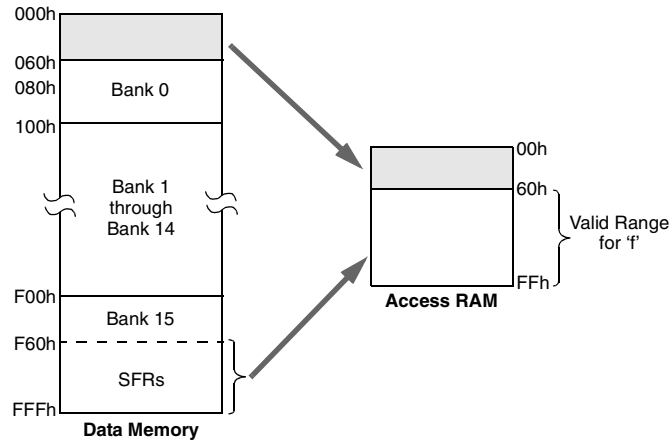 000h
060h
080h
Bank 0
100h
Bank 1
through
Bank 14
F00h
Bank 15
F60h
SFRs
FFFh
Data Memory
00h
60h
Valid Range
for ‘f’
FFh
Access RAM